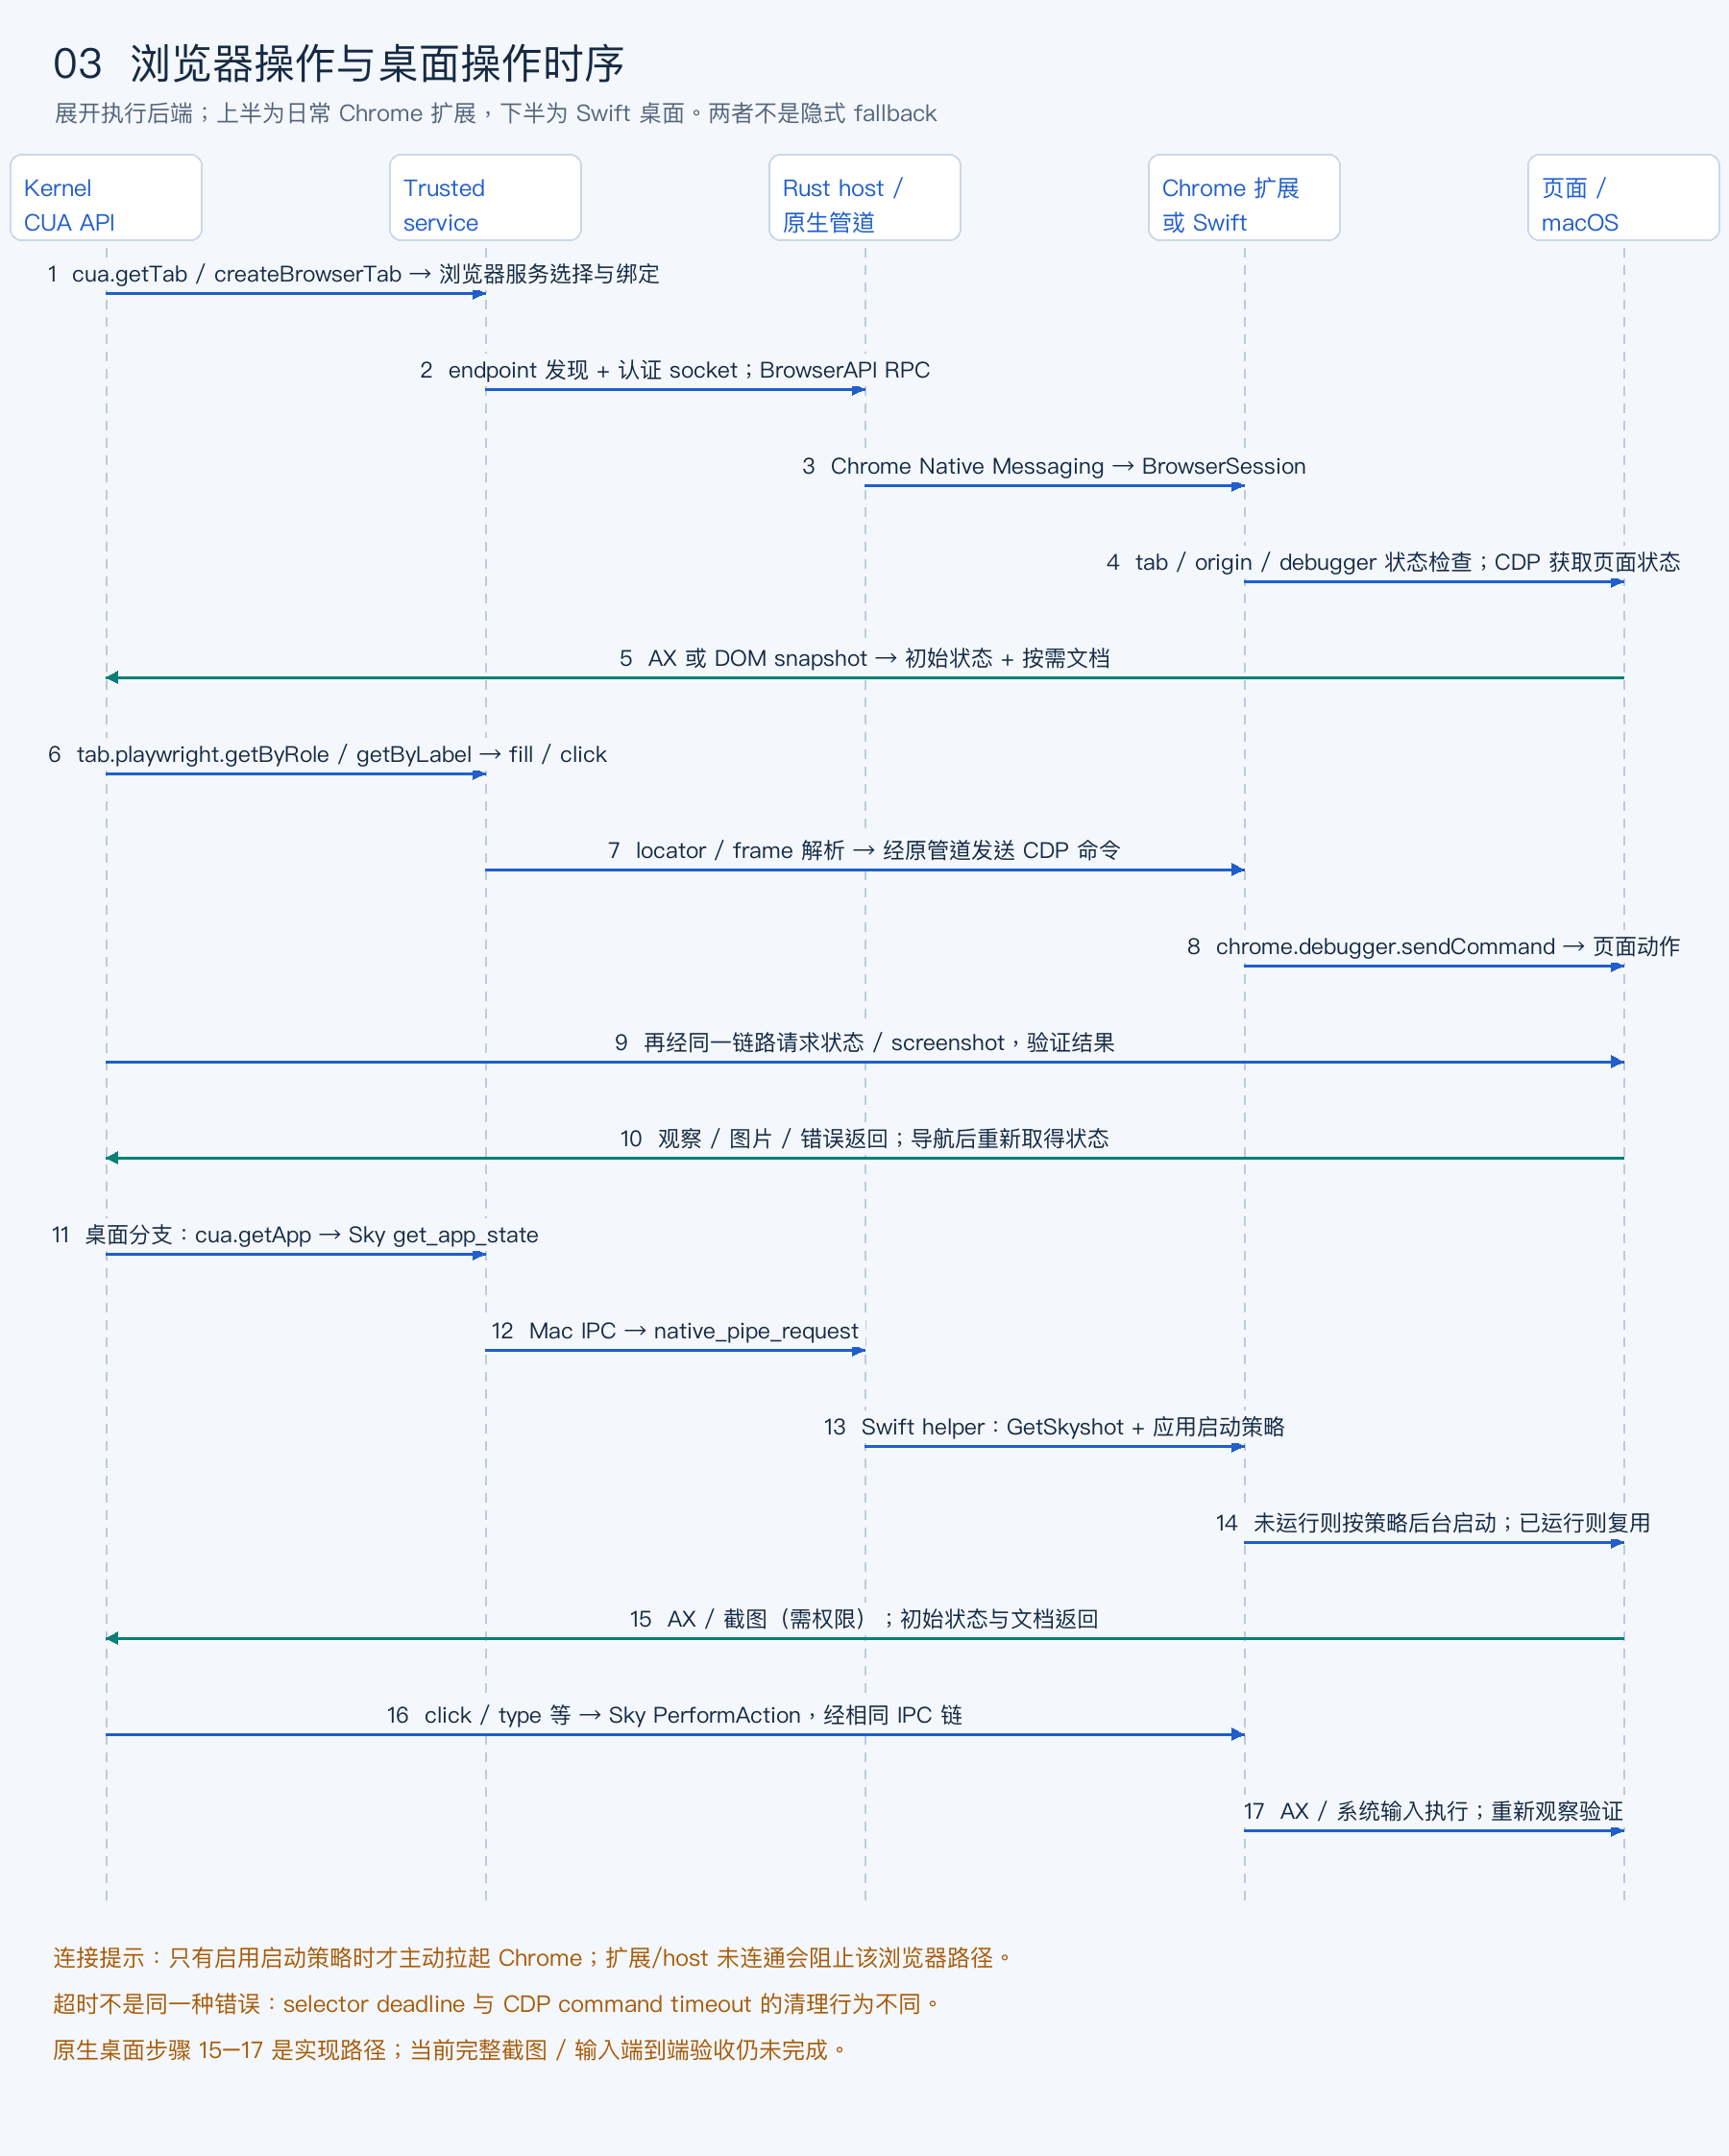 03 浏览器操作与桌面操作时序
展开执行后端；上半为日常 Chrome 扩展，下半为 Swift 桌面。两者不是隐式 fallback
Kernel
CUA API
Trusted
service
Rust host /
原生管道
Chrome 扩展
或 Swift
页面 /
macOS
1 cua.getTab / createBrowserTab → 浏览器服务选择与绑定
2 endpoint 发现 + 认证 socket；BrowserAPI RPC
3 Chrome Native Messaging → BrowserSession
4 tab / origin / debugger 状态检查；CDP 获取页面状态
5 AX 或 DOM snapshot → 初始状态 + 按需文档
6 tab.playwright.getByRole / getByLabel → fill / click
7 locator / frame 解析 → 经原管道发送 CDP 命令
8 chrome.debugger.sendCommand → 页面动作
9 再经同一链路请求状态 / screenshot，验证结果
10 观察 / 图片 / 错误返回；导航后重新取得状态
11 桌面分支：cua.getApp → Sky get_app_state
12 Mac IPC → native_pipe_request
13 Swift helper：GetSkyshot + 应用启动策略
14 未运行则按策略后台启动；已运行则复用
15 AX / 截图（需权限）；初始状态与文档返回
16 click / type 等 → Sky PerformAction，经相同 IPC 链
17 AX / 系统输入执行；重新观察验证
连接提示：只有启用启动策略时才主动拉起 Chrome；扩展/host 未连通会阻止该浏览器路径。
超时不是同一种错误：selector deadline 与 CDP command timeout 的清理行为不同。
原生桌面步骤 15—17 是实现路径；当前完整截图 / 输入端到端验收仍未完成。